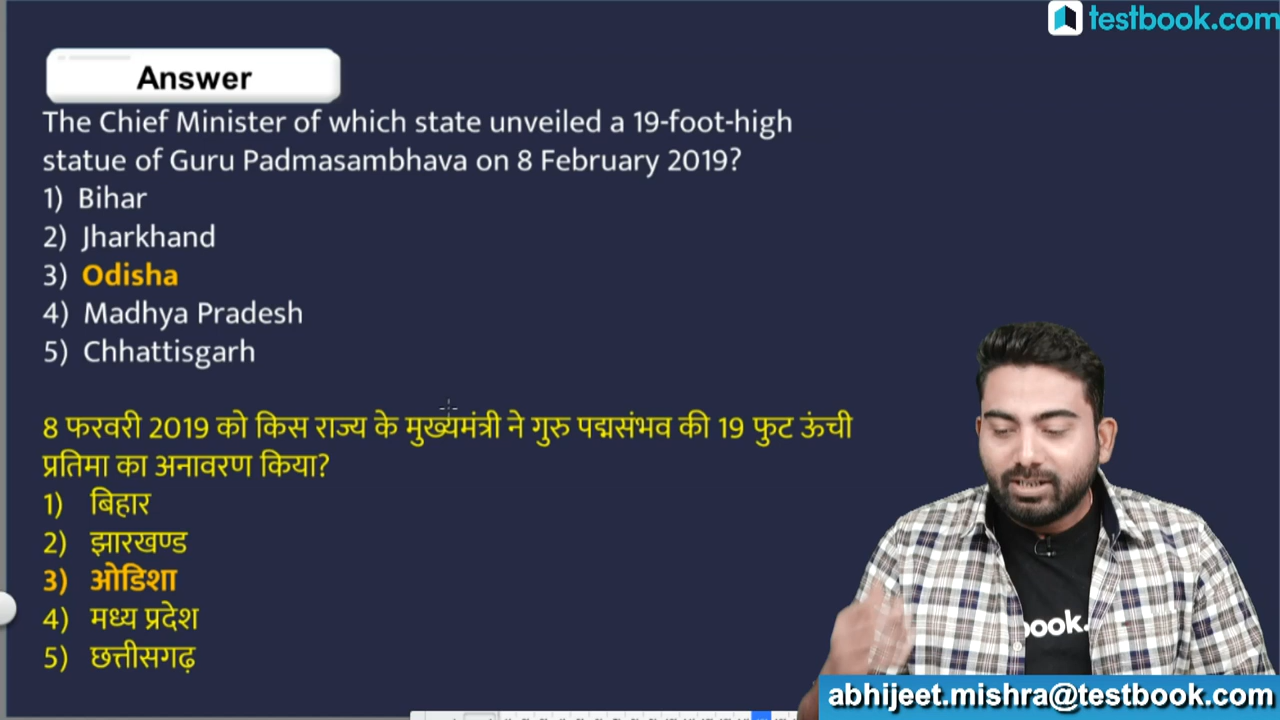 testbook.com
Answer
The Chief Minister of which state unveiled a 19-foot-high
statue of Guru Padmasambhava on 8 February 2019?
1) Bihar
2) Jharkhand
3) Odisha
4) Madhya Pradesh
5) Chhattisgarh
8 फरवरी 2019 को किस राज्य के मुख्यमंत्री ने गुरु पद्मसंभव की 19 फुट ऊंची
प्रतिमा का अनावरण किया?
1) बिहार
2) झारखण्ड
3) ओडिशा
4) मध्य प्रदेश
5) छत्तीसगढ़
book.
abhijeet.mishra@testbook.com